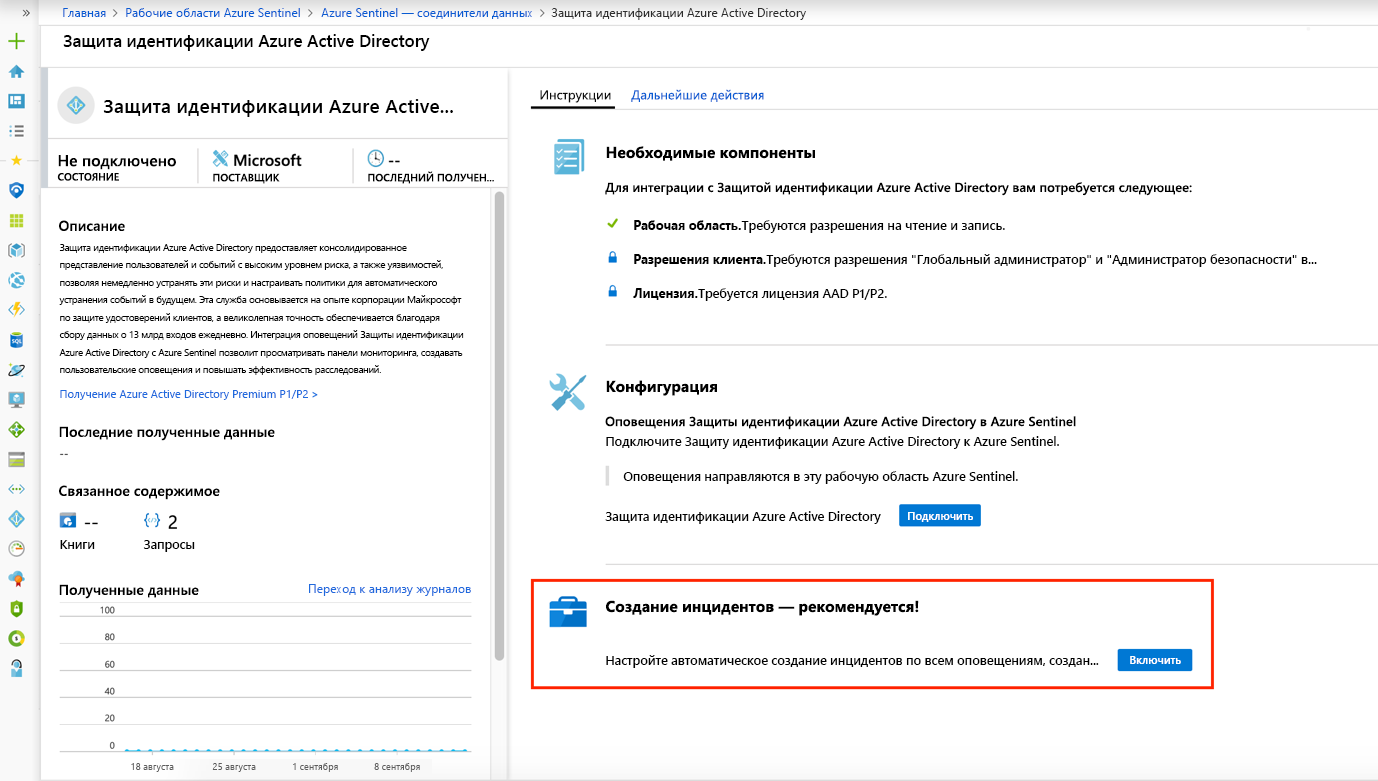 »
Главная > Рабочие области Azure Sentinel > Azure Sentinel — соединители данных > Защита идентификации Azure Active Directory
Защита идентификации Azure Active Directory
Защита идентификации Azure Active...
Не подключено
СОСТОЯНИЕ
Microsoft
ПОСТАВЩИК
--
ПОСЛЕДНИЙ ПОЛУЧЕН...
Описание
Защита идентификации Azure Active Directory предоставляет консолидированное
представление пользователей и событий с высоким уровнем риска, а также уязвимостей,
позволяя немедленно устранять эти риски и настраивать политики для автоматического
устранения событий в будущем. Эта служба основывается на опыте корпорации Майкрософт
по защите удостоверений клиентов, а великолепная точность обеспечивается благодаря
сбору данных о 13 млрд входов ежедневно. Интеграция оповещений Защиты идентификации
Azure Active Directory с Azure Sentinel позволит просматривать панели мониторинга, создавать
пользовательские оповещения и повышать эффективность расследований.
Получение Azure Active Directory Premium P1/P2 >
Последние полученные данные
--
Связанное содержимое
--
Книги
2
Запросы
Полученные данные
Переход к анализу журналов
100
80
60
40
20
0
18 августа 25 августа 1 сентября 8 сентября
Инструкции
Дальнейшие действия
Необходимые компоненты
Для интеграции с Защитой идентификации Azure Active Directory вам потребуется следующее:
Рабочая область.Требуются разрешения на чтение и запись.
Разрешения клиента.Требуются разрешения "Глобальный администратор" и "Администратор безопасности" в...
Лицензия.Требуется лицензия AAD P1/P2.
Конфигурация
Оповещения Защиты идентификации Azure Active Directory в Azure Sentinel
Подключите Защиту идентификации Azure Active Directory к Azure Sentinel.
Оповещения направляются в эту рабочую область Azure Sentinel.
Защита идентификации Azure Active Directory
Подключить
Создание инцидентов — рекомендуется!
Настройте автоматическое создание инцидентов по всем оповещениям, создан...
Включить
SQL